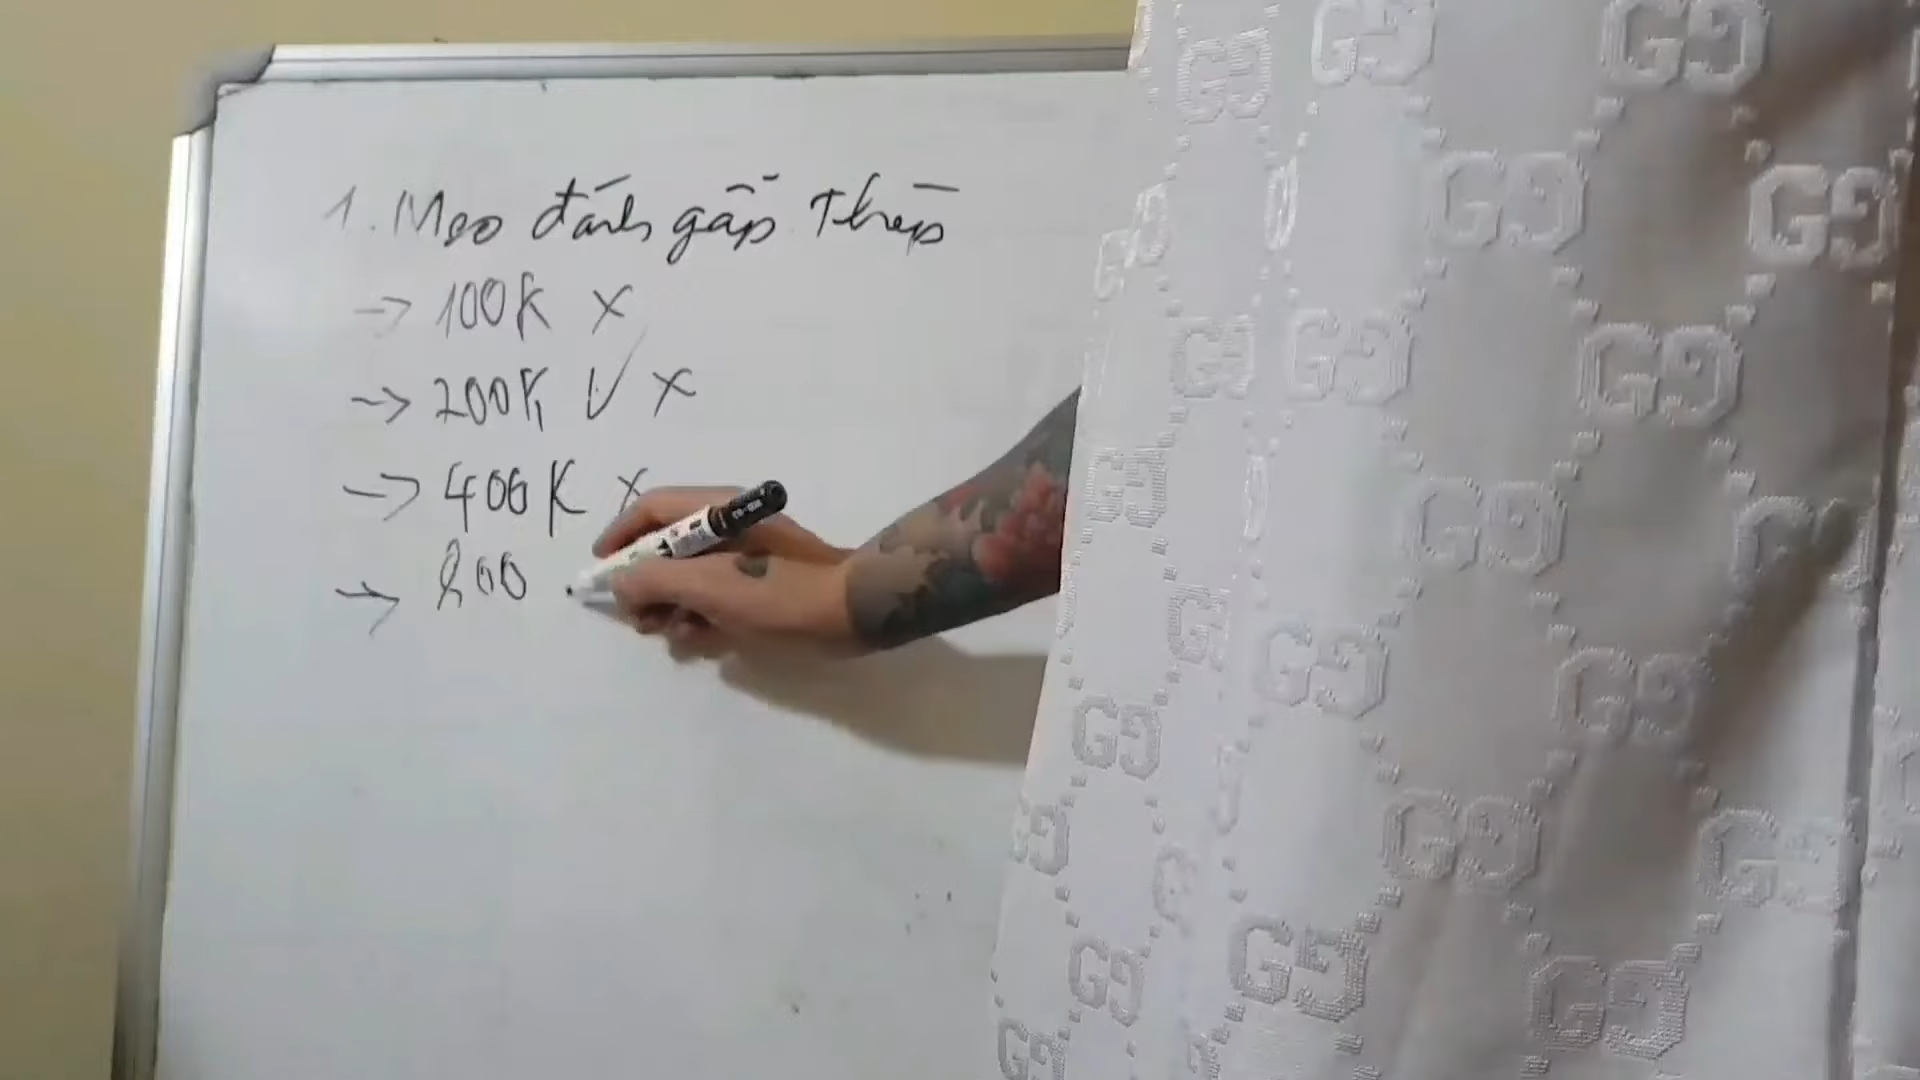 1. Mẹo đánh gấp Thếp
→ 100K x
→ 200K ✓ x
→ 400K x
→ 800